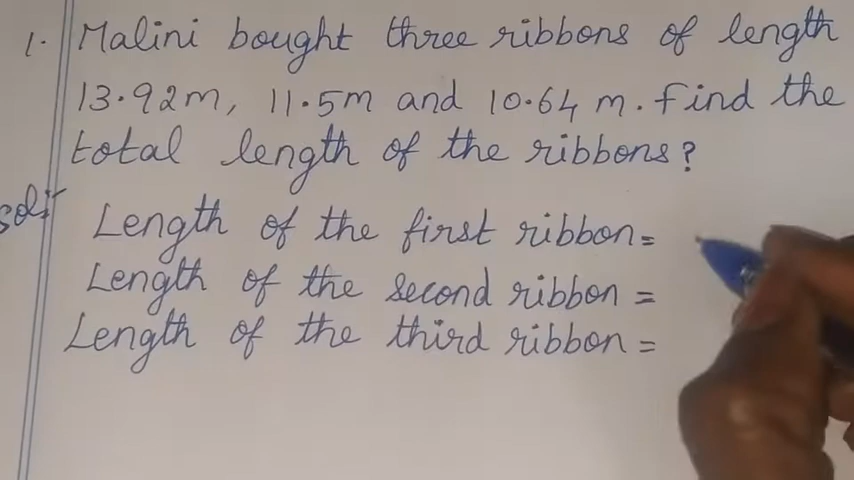 1. Malini bought three ribbons of length
13.92m, 11.5m and 10.64 m. Find the
total length of the ribbons?
Sol:-
Length of the first ribbon=
Length of the second ribbon =
Length of the third ribbon =